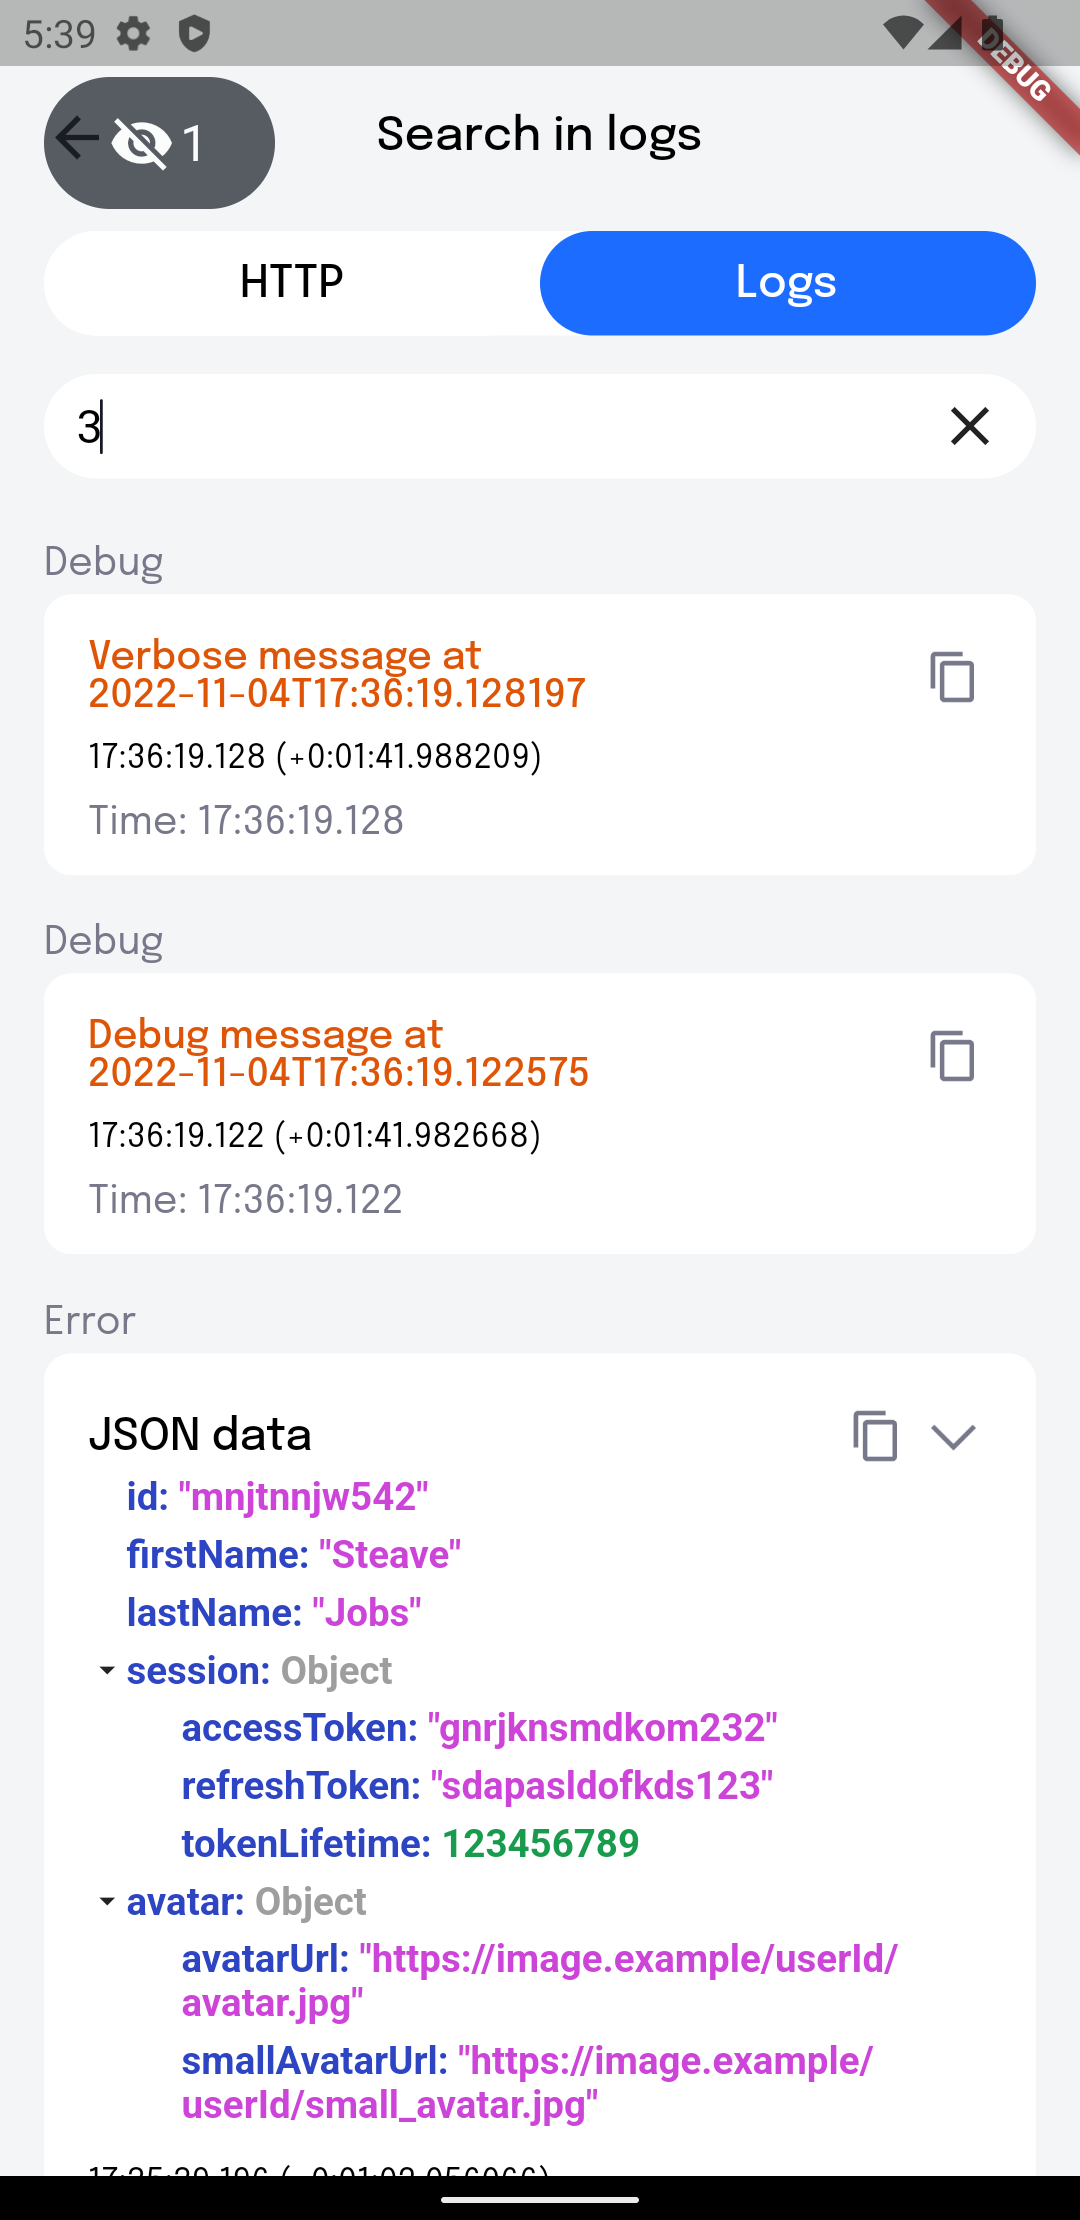 5:39
DEBUG
1
Search in logs
HTTP
Logs
3
Debug
Verbose message at
2022-11-04T17:36:19.128197
17:36:19.128 (+0:01:41.988209)
Time: 17:36:19.128
Debug
Debug message at
2022-11-04T17:36:19.122575
17:36:19.122 (+0:01:41.982668)
Time: 17:36:19.122
Error
JSON data
id: "mnjtnnjw542"
firstName: "Steave"
lastName: "Jobs"
session: Object
accessToken: "gnrjknsmdkom232"
refreshToken: "sdapasldofkds123"
tokenLifetime: 123456789
avatar: Object
avatarUrl: "https://image.example/userId/
avatar.jpg"
smallAvatarUrl: "https://image.example/
userId/small_avatar.jpg"